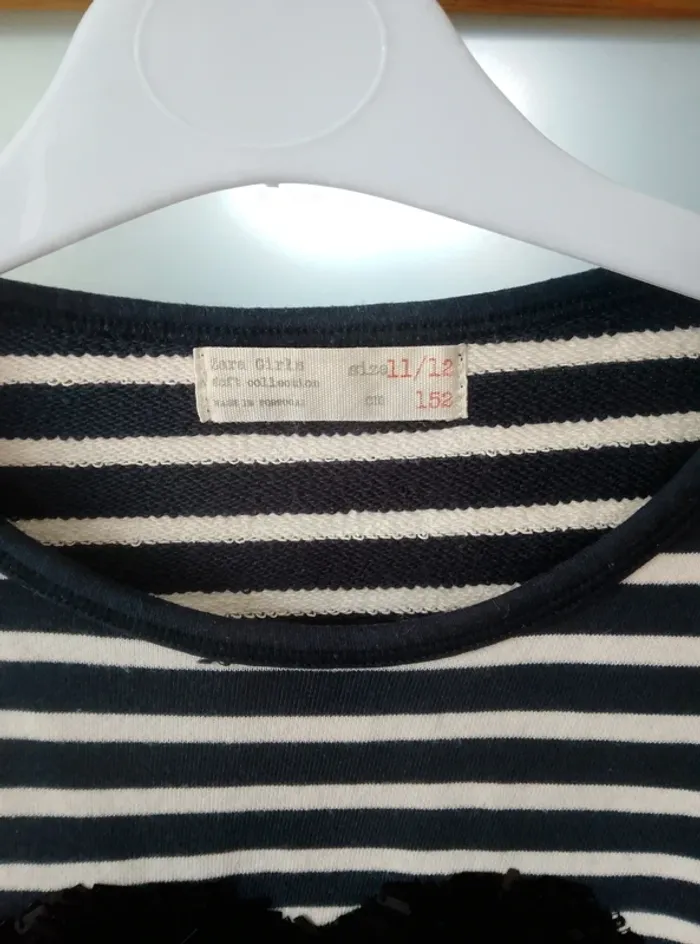 Zara Girls size 11/12
Soft collection
MADE IN PORTUGAL CM 152